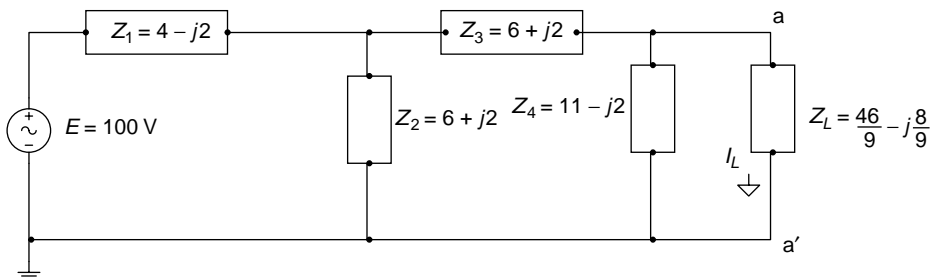 a
Z1 = 4 − j2
Z3 = 6 + j2
+
−
E = 100 V
Z2 = 6 + j2
Z4 = 11 − j2
ZL = 46/9 − j8/9
IL
a′